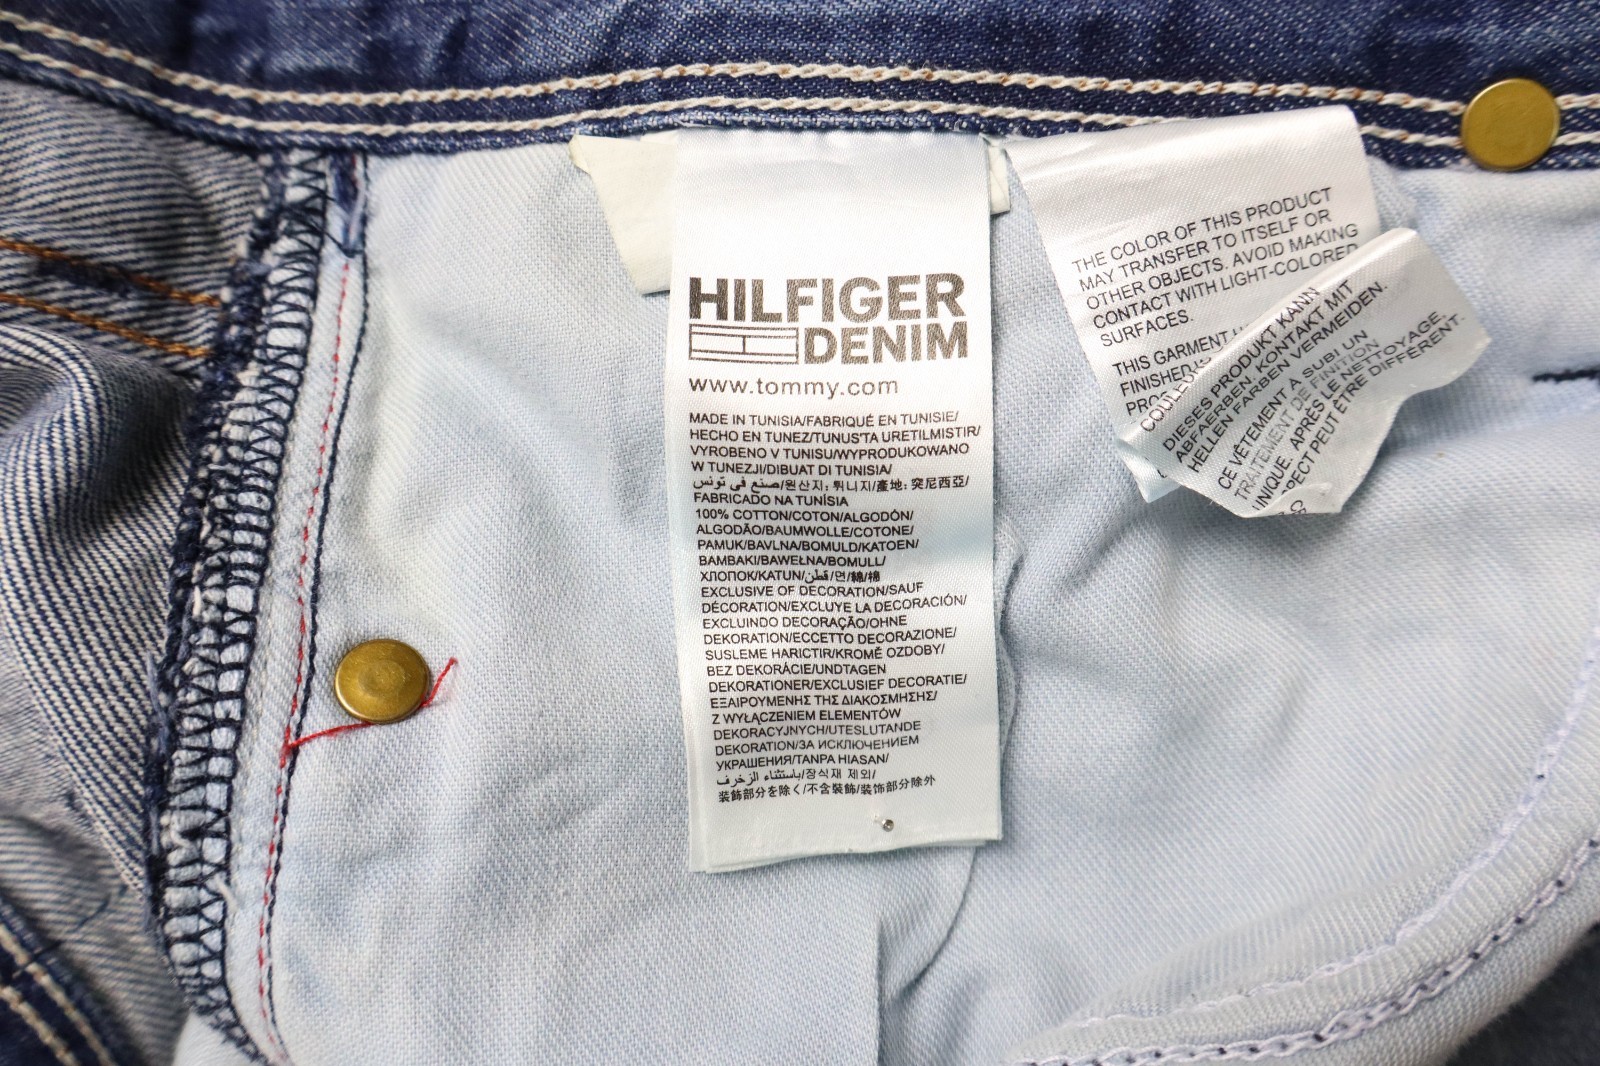 HILFIGER
DENIM
www.tommy.com
MADE IN TUNISIA/FABRIQUÉ EN TUNISIE/
HECHO EN TUNEZ/TUNUS'TA URETILMISTIR/
VYROBENO V TUNISU/WYPRODUKOWANO
W TUNEZJI/DIBUAT DI TUNISIA/
صنع في تونس/원산지: 튀니지/產地: 突尼西亞/
FABRICADO NA TUNÍSIA
100% COTTON/COTON/ALGODÓN/
ALGODÃO/BAUMWOLLE/COTONE/
PAMUK/BAVLNA/BOMULD/KATOEN/
BAMBAKI/BAWEŁNA/BOMULL/
ХЛОПОК/KATUN/قطن/면/綿/棉
EXCLUSIVE OF DECORATION/SAUF
DÉCORATION/EXCLUYE LA DECORACIÓN/
EXCLUINDO DECORAÇÃO/OHNE
DEKORATION/ECCETTO DECORAZIONE/
SUSLEME HARICTIR/KROMĚ OZDOBY/
BEZ DEKORÁCIE/UNDTAGEN
DEKORATIONER/EXCLUSIEF DECORATIE/
ΕΞΑΙΡΟΥΜΕΝΗΣ ΤΗΣ ΔΙΑΚΟΣΜΗΣΗΣ/
Z WYŁĄCZENIEM ELEMENTÓW
DEKORACYJNYCH/UTESLUTANDE
DEKORATION/ЗА ИСКЛЮЧЕНИЕМ
УКРАШЕНИЯ/TANPA HIASAN/
باستثناء الزخرف/장식재 제외/
装飾部分を除く/不含裝飾/装饰部分除外
THE COLOR OF THIS PRODUCT
MAY TRANSFER TO ITSELF OR
OTHER OBJECTS. AVOID MAKING
CONTACT WITH LIGHT-COLORED
SURFACES.
THIS GARMENT
FINISHED
DIESES PRODUKT KANN
ABFAERBEN. KONTAKT MIT
HELLEN FARBEN VERMEIDEN.
CE VÊTEMENT A SUBI UN
TRAITEMENT DE FINITION
UNIQUE. APRÈS LE NETTOYAGE,
PEUT ÊTRE DIFFÉRENT.